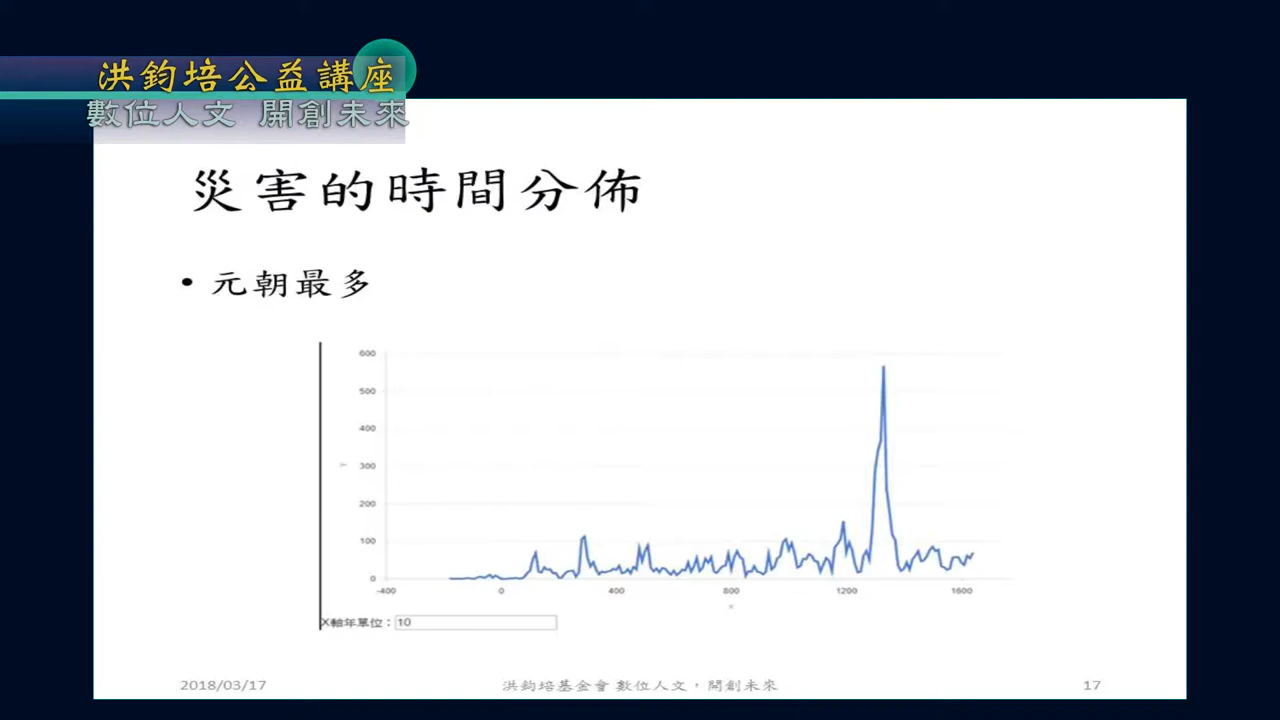 洪鈞培公益講座
數位人文 開創未來
災害的時間分佈
• 元朝最多
600
500
400
Y
300
200
100
0
-400 0 400 800 1200 1600
X
X軸年單位：10
2018/03/17 洪鈞培基金會 數位人文，開創未來 17